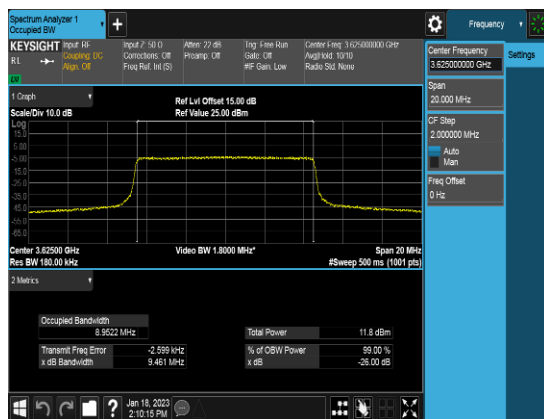 Spectrum Analyzer 1
Occupied BW
Frequency
KEYSIGHT
Input: RF
Input Z: 50 Ω
Atten: 22 dB
Trig: Free Run
Center Freq: 3.625000000 GHz
RL
Coupling: DC
Corrections: Off
Preamp: Off
Gate: Off
Avg|Hold: 10/10
Align: Off
Freq Ref: Int (S)
#IF Gain: Low
Radio Std: None
Center Frequency
3.625000000 GHz
Settings
Span
20.000 MHz
CF Step
2.000000 MHz
Auto
Man
Freq Offset
0 Hz
1 Graph
Scale/Div 10.0 dB
Ref Lvl Offset 15.00 dB
Ref Value 25.00 dBm
Log
15.0
5.00
-5.00
-15.0
-25.0
-35.0
-45.0
-55.0
-65.0
Center 3.62500 GHz
Video BW 1.8000 MHz*
Span 20 MHz
Res BW 180.00 kHz
#Sweep 500 ms (1001 pts)
2 Metrics
Occupied Bandwidth
8.9522 MHz
Total Power
11.8 dBm
Transmit Freq Error
-2.599 kHz
% of OBW Power
99.00 %
x dB Bandwidth
9.461 MHz
x dB
-26.00 dB
Jan 18, 2023
2:10:15 PM